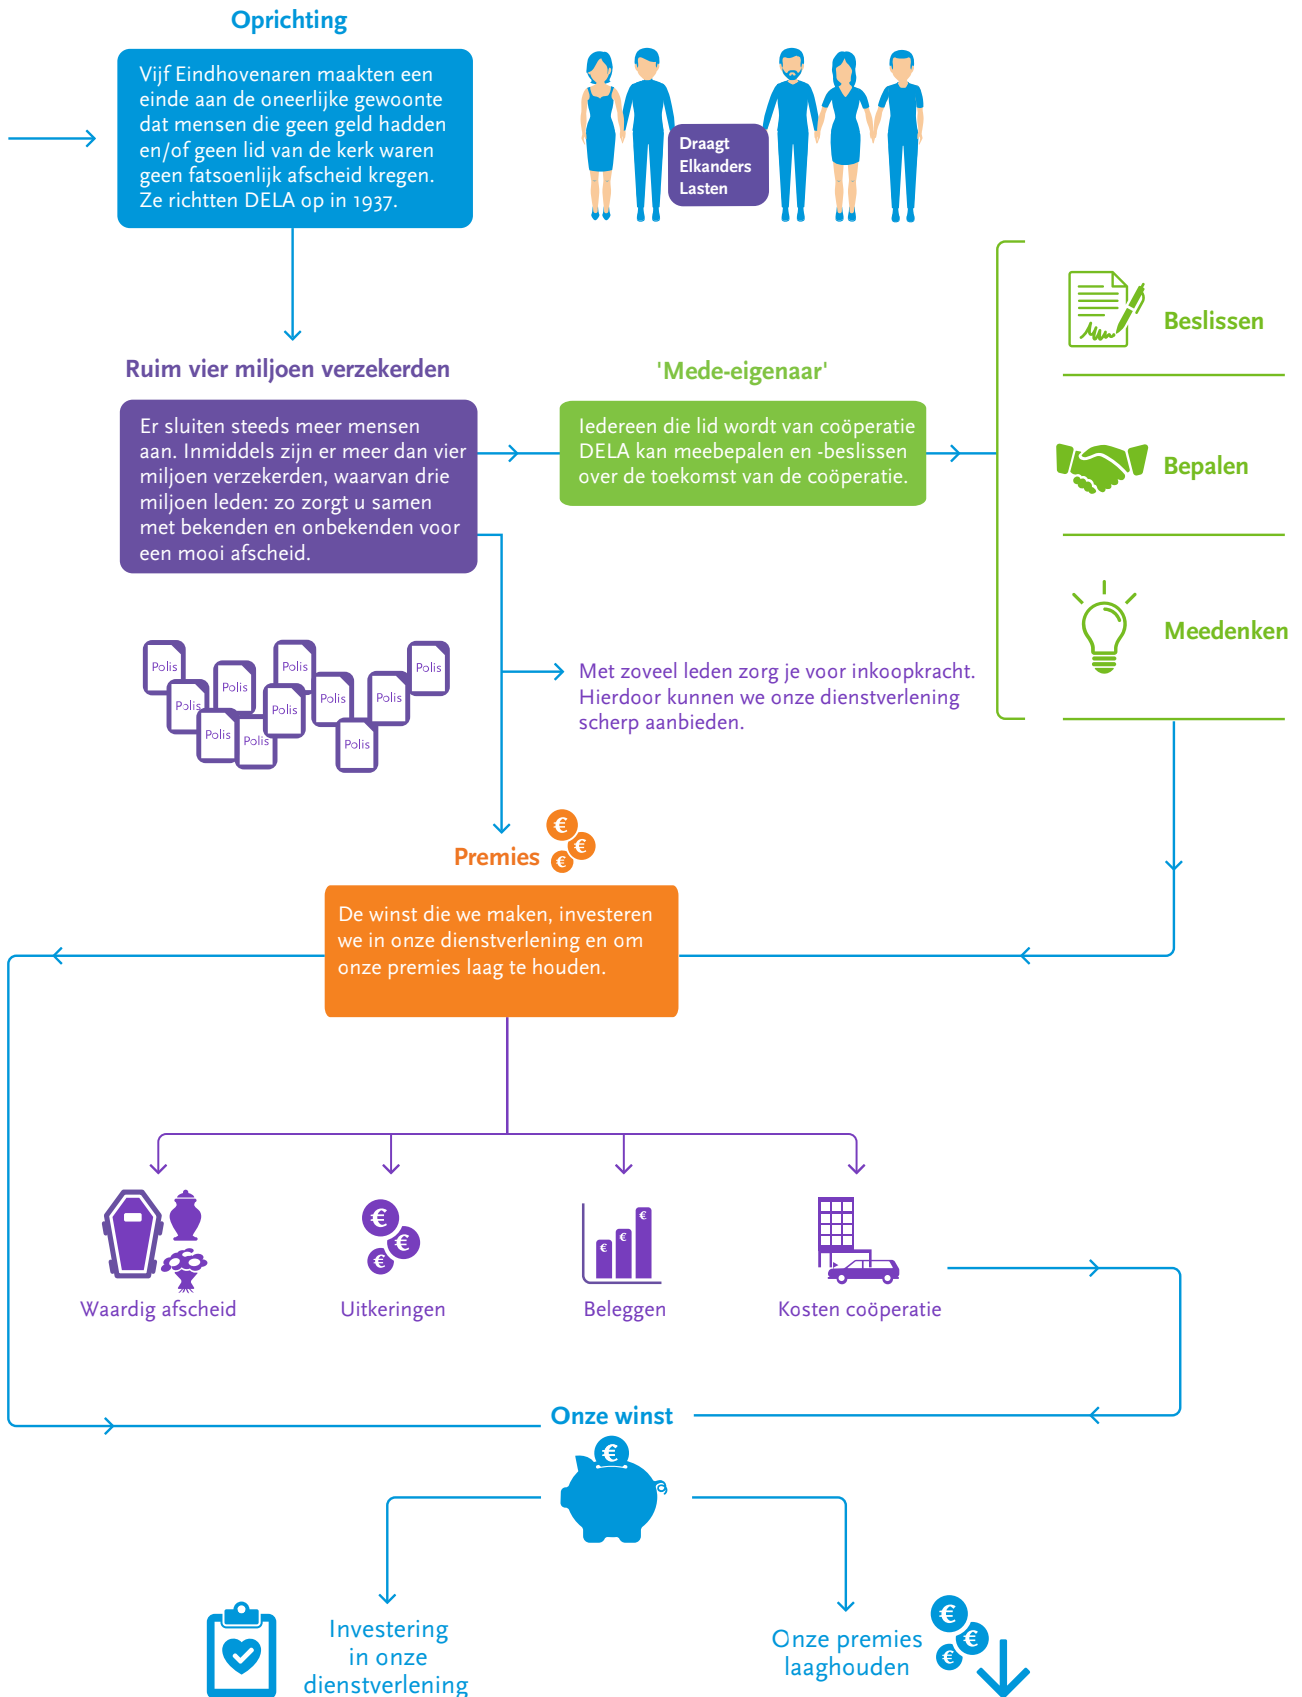 Oprichting
Vijf Eindhovenaren maakten een
einde aan de oneerlijke gewoonte
dat mensen die geen geld hadden
en/of geen lid van de kerk waren
geen fatsoenlijk afscheid kregen.
Ze richtten DELA op in 1937.
Draagt
Elkanders
Lasten
Ruim vier miljoen verzekerden
Er sluiten steeds meer mensen
aan. Inmiddels zijn er meer dan vier
miljoen verzekerden, waarvan drie
miljoen leden: zo zorgt u samen
met bekenden en onbekenden voor
een mooi afscheid.
'Mede-eigenaar'
Iedereen die lid wordt van coöperatie
DELA kan meebepalen en -beslissen
over de toekomst van de coöperatie.
Beslissen
Bepalen
Meedenken
Polis
Polis
Polis
Polis
Polis
Polis
Polis
Polis
Polis
Polis
Polis
Met zoveel leden zorg je voor inkoopkracht.
Hierdoor kunnen we onze dienstverlening
scherp aanbieden.
€
€
€
Premies
De winst die we maken, investeren
we in onze dienstverlening en om
onze premies laag te houden.
Waardig afscheid
€
€
€
Uitkeringen
€
€
€
Beleggen
Kosten coöperatie
Onze winst
€
Investering
in onze
dienstverlening
Onze premies
laaghouden
€
€
€